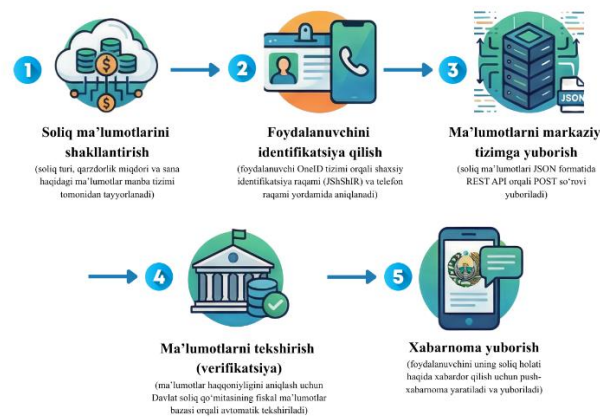 1
2
3
JSON
Soliq ma’lumotlarini
shakllantirish
(soliq turi, qarzdorlik miqdori va sana
haqidagi ma’lumotlar manba tizimi
tomonidan tayyorlanadi)
Foydalanuvchini
identifikatsiya qilish
(foydalanuvchi OneID tizimi orqali shaxsiy
identifikatsiya raqami (JShShIR) va telefon
raqami yordamida aniqlanadi)
Ma’lumotlarni markaziy
tizimga yuborish
(soliq ma’lumotlari JSON formatida
REST API orqali POST so’rovi
yuboriladi)
4
5
Ma’lumotlarni tekshirish
(verifikatsiya)
(ma’lumotlar haqqoniyligini aniqlash uchun
Davlat soliq qo‘mitasining fiskal ma’lumotlar
bazasi orqali avtomatik tekshiriladi)
Xabarnoma yuborish
(foydalanuvchini uning soliq holati
haqida xabardor qilish uchun push-
xabarnoma yaratiladi va yuboriladi)